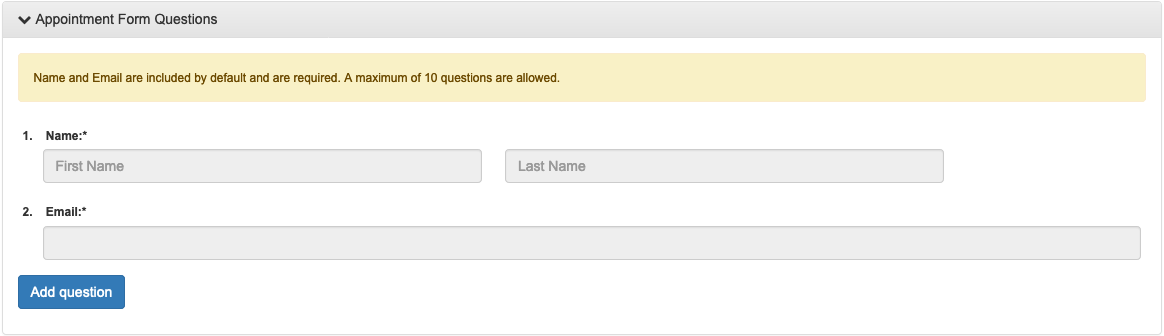 Appointment Form Questions
Name and Email are included by default and are required. A maximum of 10 questions are allowed.
1. Name:*
First Name Last Name
2. Email:*
Add question